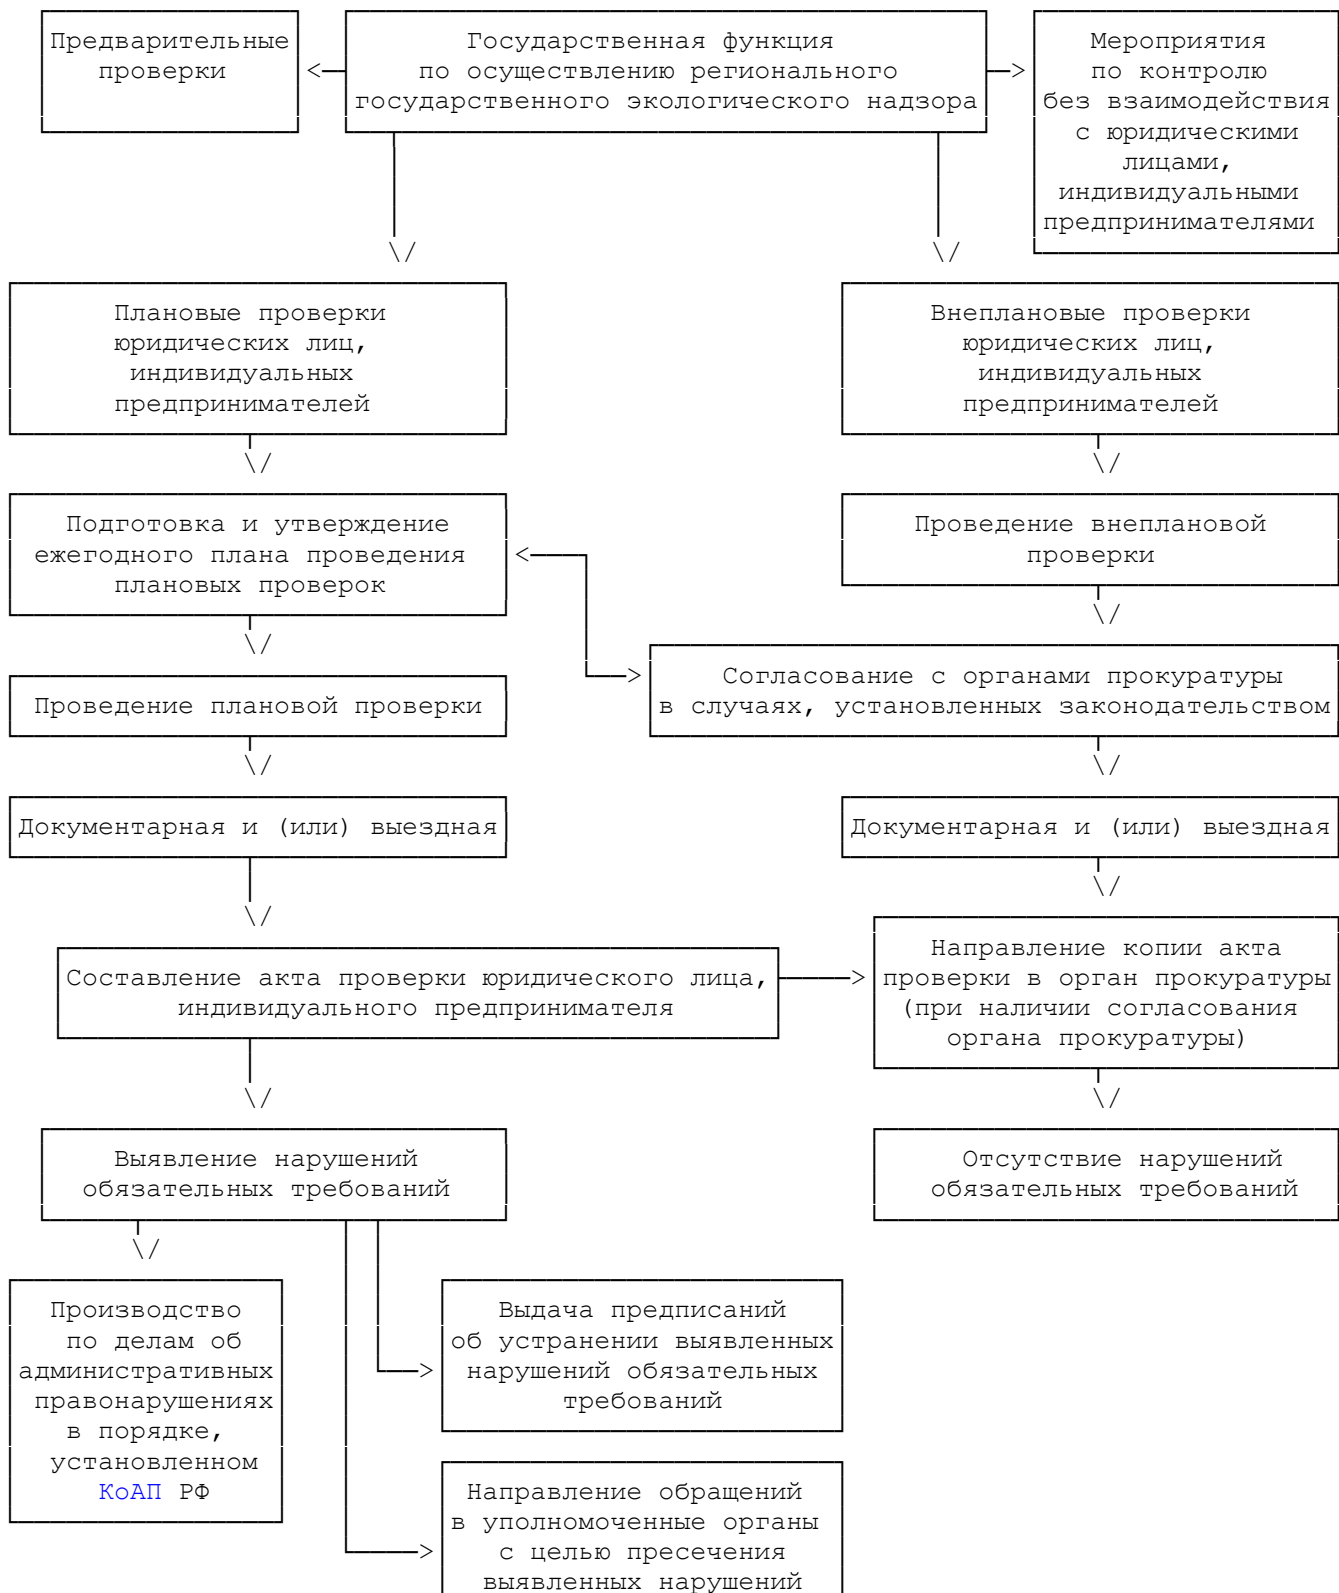 Предварительные
проверки
Государственная функция
по осуществлению регионального
государственного экологического надзора
Мероприятия
по контролю
без взаимодействия
с юридическими
лицами,
индивидуальными
предпринимателями
Плановые проверки
юридических лиц,
индивидуальных
предпринимателей
Внеплановые проверки
юридических лиц,
индивидуальных
предпринимателей
Подготовка и утверждение
ежегодного плана проведения
плановых проверок
Проведение внеплановой
проверки
Согласование с органами прокуратуры
в случаях, установленных законодательством
Проведение плановой проверки
Документарная и (или) выездная
Документарная и (или) выездная
Составление акта проверки юридического лица,
индивидуального предпринимателя
Направление копии акта
проверки в орган прокуратуры
(при наличии согласования
органа прокуратуры)
Выявление нарушений
обязательных требований
Отсутствие нарушений
обязательных требований
Производство
по делам об
административных
правонарушениях
в порядке,
установленном
КоАП РФ
Выдача предписаний
об устранении выявленных
нарушений обязательных
требований
Направление обращений
в уполномоченные органы
с целью пресечения
выявленных нарушений